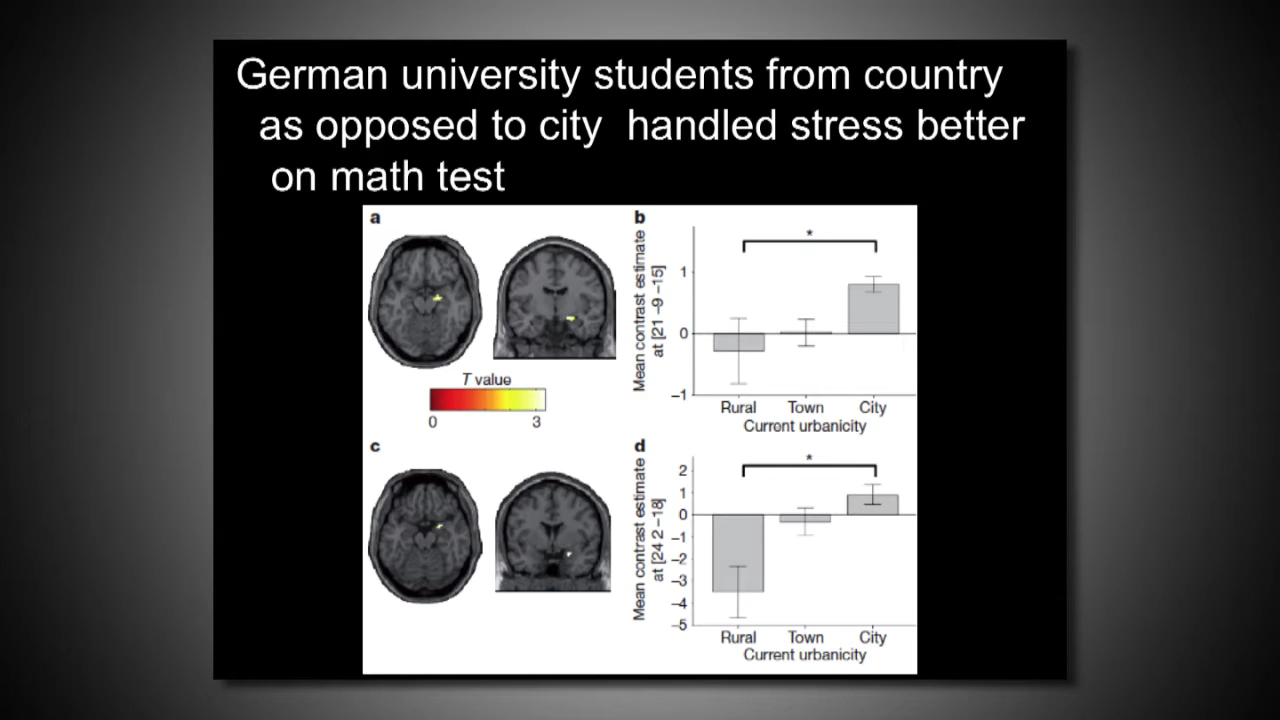 German university students from country
as opposed to city handled stress better
on math test
a
T value
0 3
b
Mean contrast estimate
at [21 –9 –15]
1
0
–1
*
Rural Town City
Current urbanicity
c
d
Mean contrast estimate
at [24 2 –18]
2
1
0
–1
–2
–3
–4
–5
*
Rural Town City
Current urbanicity